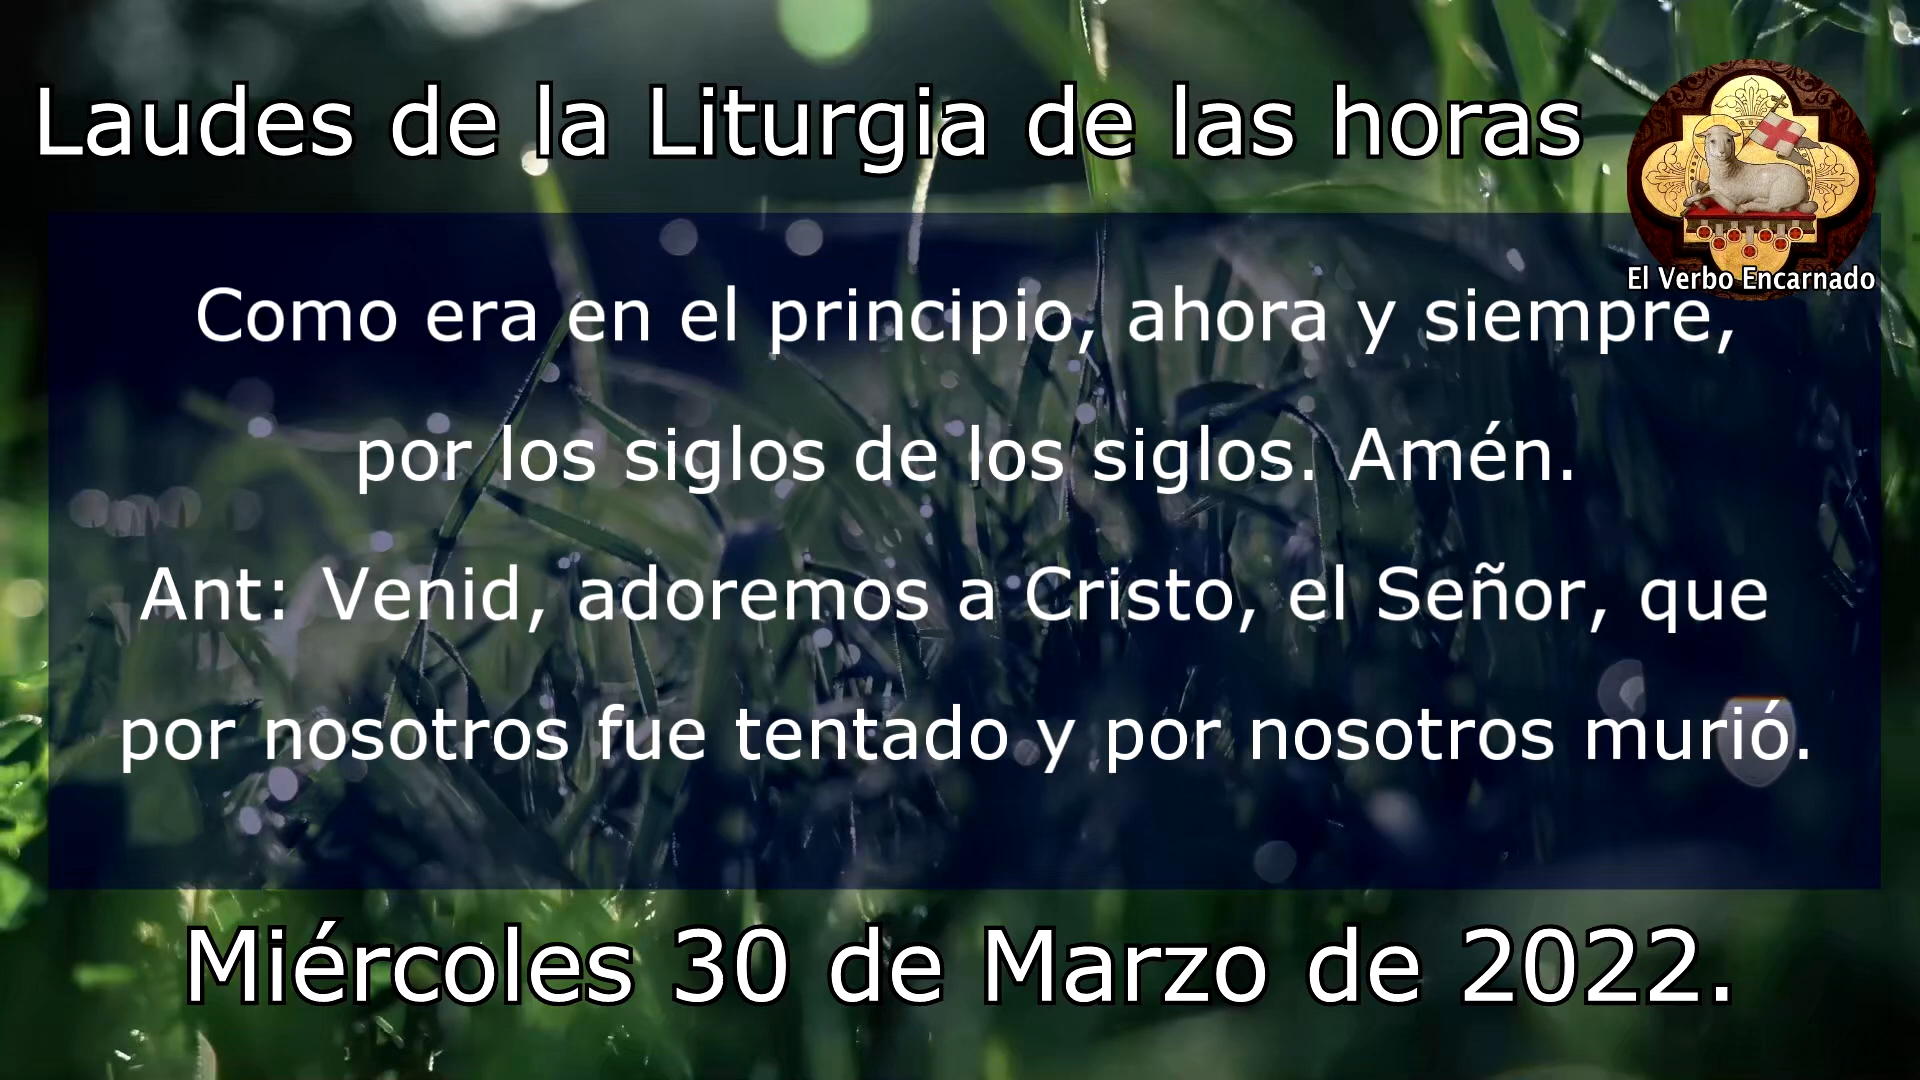 Laudes de la Liturgia de las horas
El Verbo Encarnado
Como era en el principio, ahora y siempre,
por los siglos de los siglos. Amén.
Ant: Venid, adoremos a Cristo, el Señor, que
por nosotros fue tentado y por nosotros murió.
Miércoles 30 de Marzo de 2022.